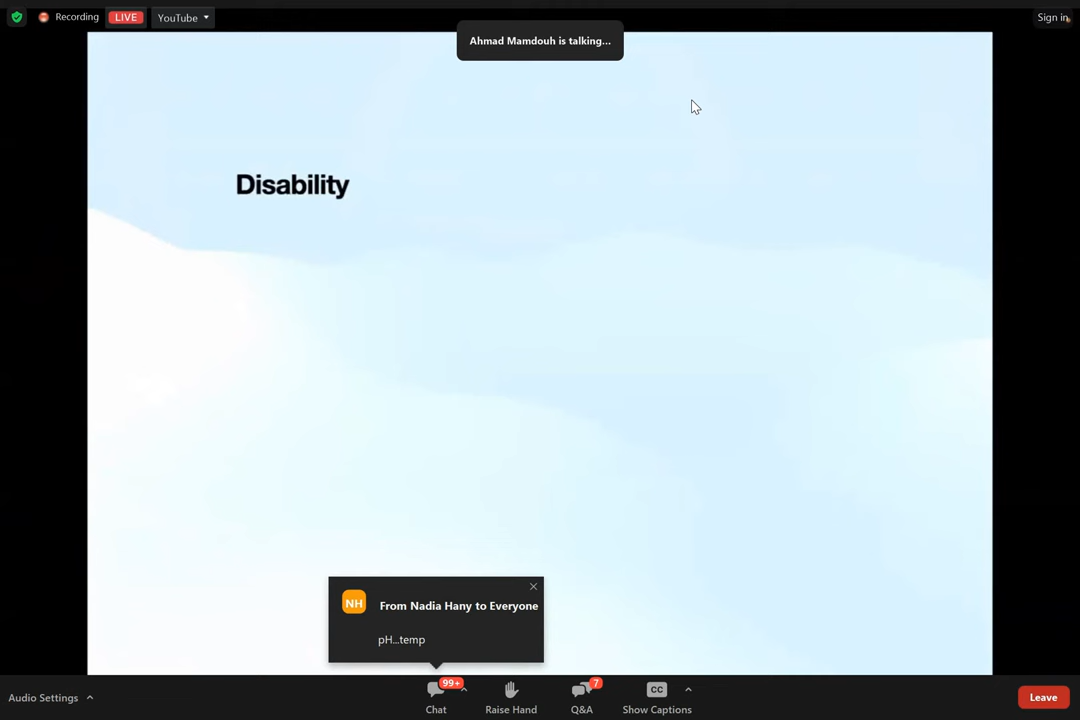 Recording
LIVE
YouTube
Sign in
Ahmad Mamdouh is talking...
Disability
NH
From Nadia Hany to Everyone
pH...temp
Audio Settings
99+
Chat
Raise Hand
7
Q&A
CC
Show Captions
Leave